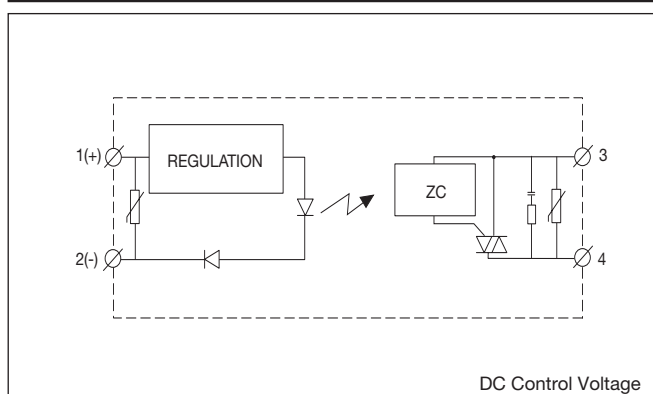 1(+)
REGULATION
3
ZC
2(-)
4
DC Control Voltage